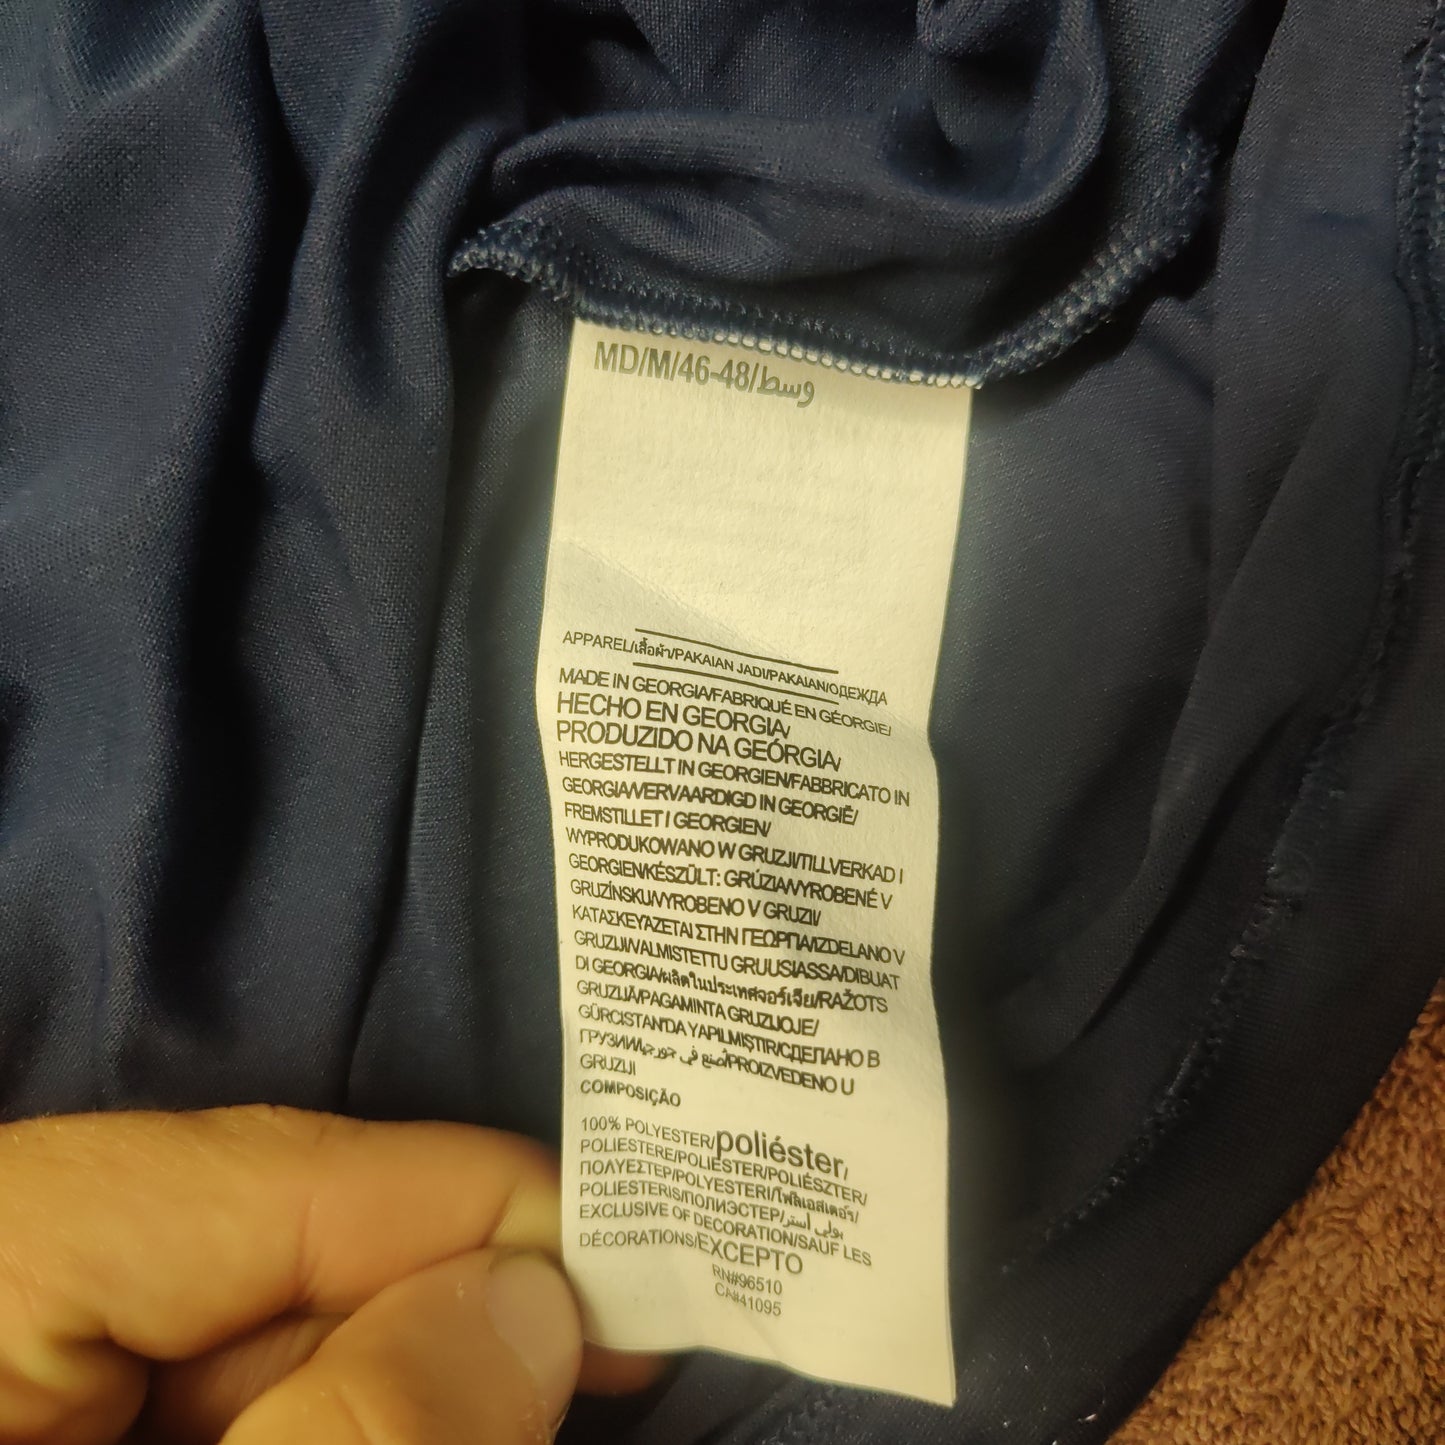 MD/M/46-48/وسط
APPAREL/เสื้อผ้า/PAKAIAN JADI/PAKAIAN/ОДЕЖДА
MADE IN GEORGIA/FABRIQUÉ EN GÉORGIE/
HECHO EN GEORGIA/
PRODUZIDO NA GEÓRGIA/
HERGESTELLT IN GEORGIEN/FABBRICATO IN
GEORGIA/VERVAARDIGD IN GEORGIË/
FREMSTILLET I GEORGIEN/
WYPRODUKOWANO W GRUZJI/TILLVERKAD I
GEORGIEN/KÉSZÜLT: GRÚZIA/VYROBENÉ V
GRUZÍNSKU/VYROBENO V GRUZII/
ΚΑΤΑΣΚΕΥΑΖΕΤΑΙ ΣΤΗΝ ΓΕΩΡΓΙΑ/IZDELANO V
GRUZIJI/VALMISTETTU GRUUSIASSA/DIBUAT
DI GEORGIA/ผลิตในประเทศจอร์เจีย/RAŽOTS
GRUZIJĀ/PAGAMINTA GRUZIJOJE/
GÜRCISTAN'DA YAPILMIŞTIR/СДЕЛАНО В
ГРУЗИИ/صنع في جورجيا/PROIZVEDENO U
GRUZIJI
COMPOSIÇÃO
100% POLYESTER/poliéster/
POLIESTERE/POLIESTER/POLIÉSZTER/
ΠΟΛΥΕΣΤΕΡ/POLYESTERI/โพลีเอสเตอร์/
POLIESTERIS/ПОЛИЭСТЕР/بولي أستر/
EXCLUSIVE OF DECORATION/SAUF LES
DÉCORATIONS/EXCEPTO
RN#96510
CA#41095